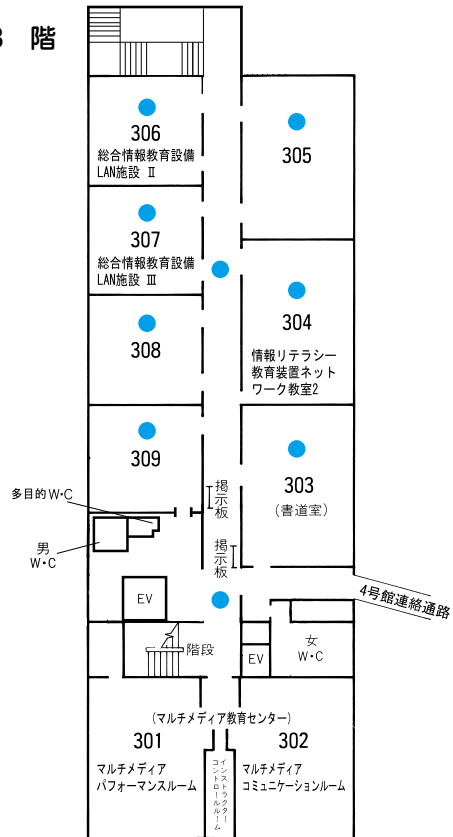 3 階
306
総合情報教育設備
LAN施設 Ⅱ
305
307
総合情報教育設備
LAN施設 Ⅲ
304
情報リテラシー
教育装置ネット
ワーク教室2
308
309
303
(書道室)
掲示板
多目的W・C
男
W・C
掲示板
EV
4号館連絡通路
階段
EV
女
W・C
(マルチメディア教育センター)
301
マルチメディア
パフォーマンスルーム
302
マルチメディア
コミュニケーションルーム
インストラクター
コントロールルーム